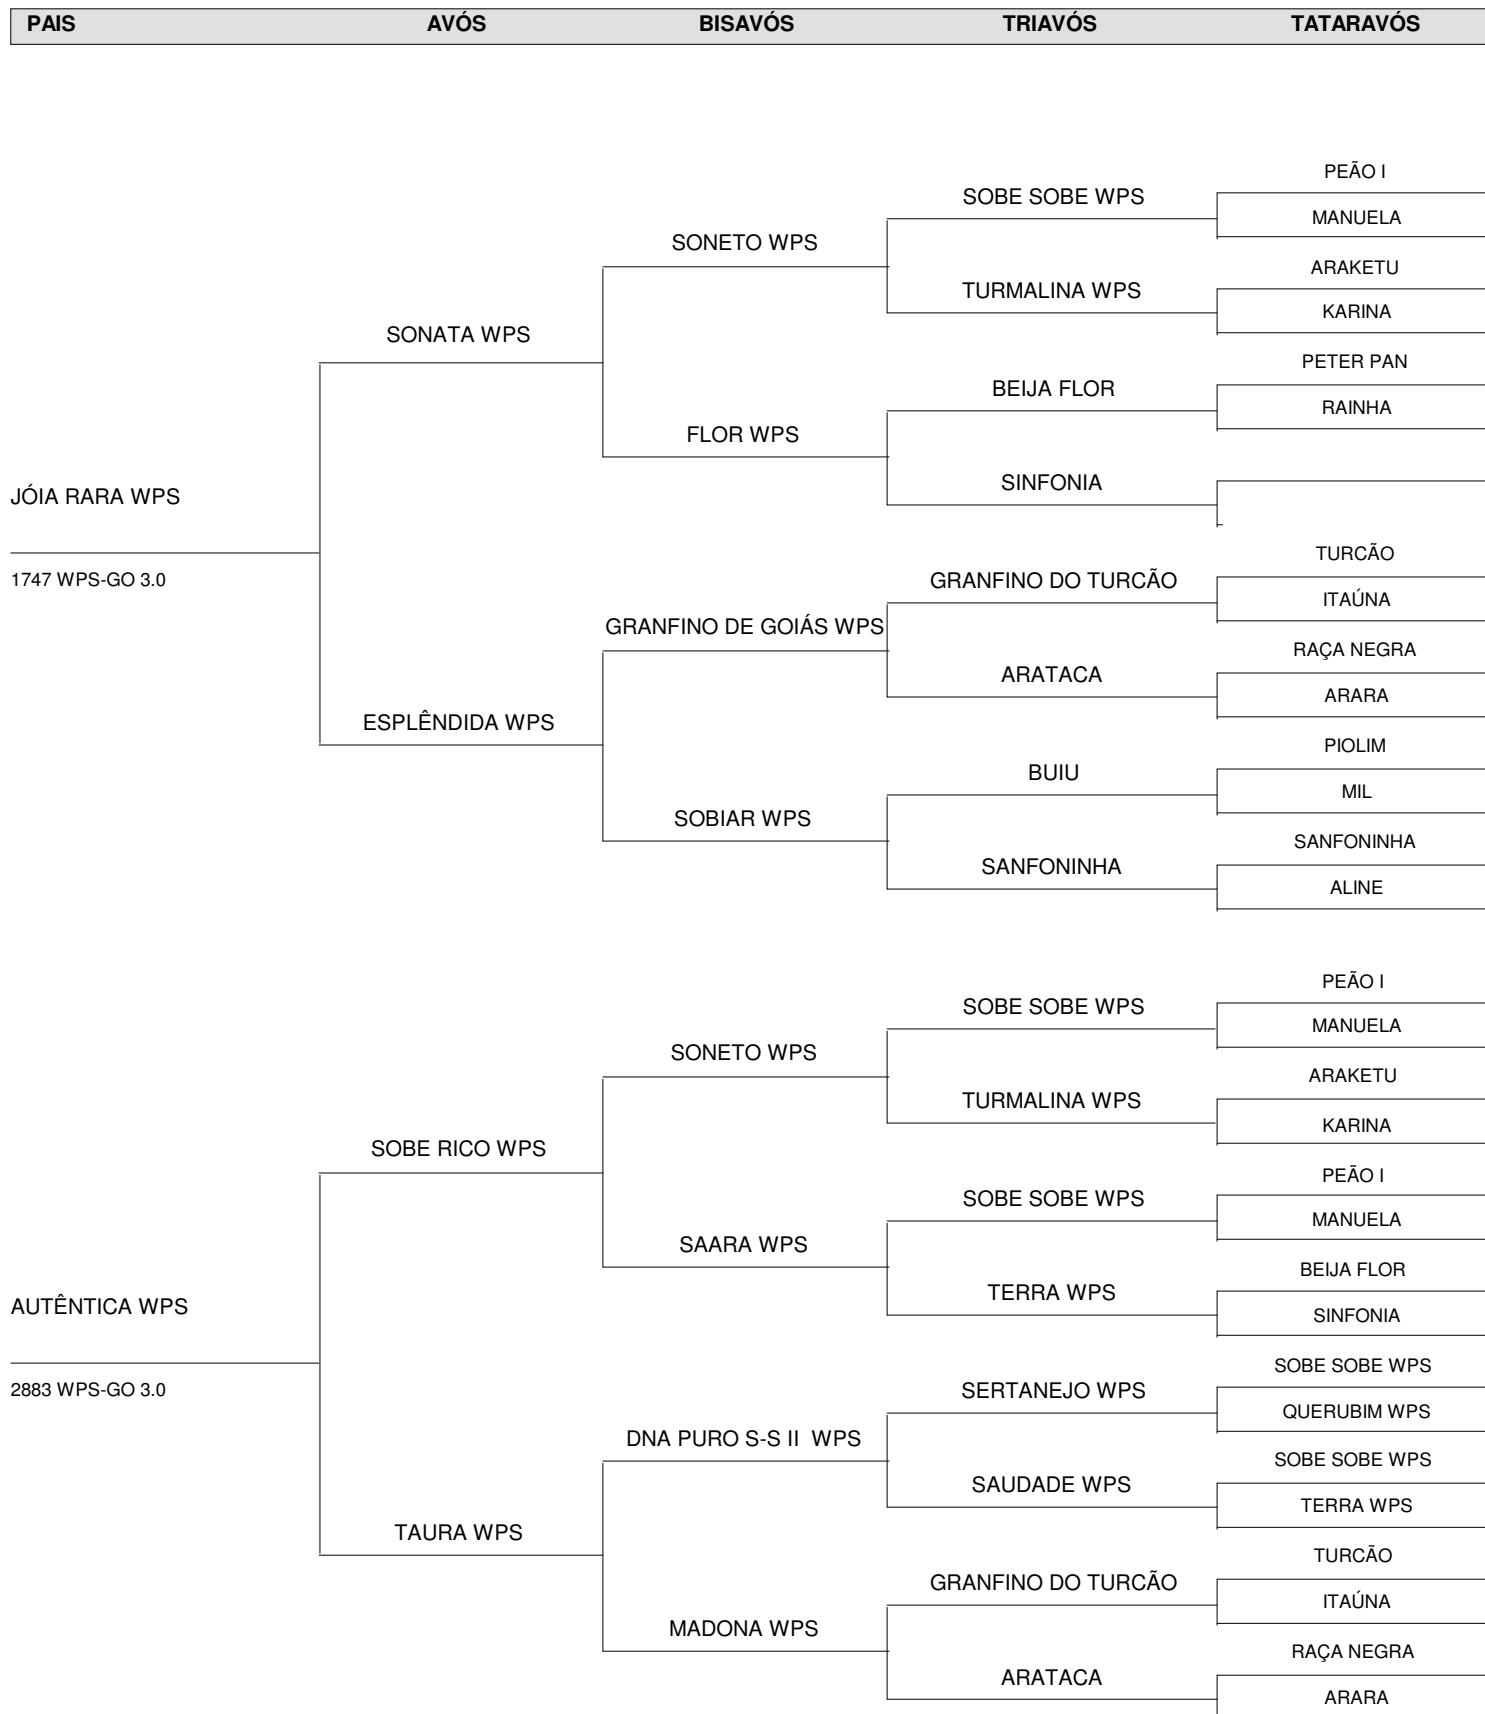 PAIS AVÓS BISAVÓS TRIAVÓS TATARAVÓS
PEÃO I
SOBE SOBE WPS
MANUELA
SONETO WPS
ARAKETU
TURMALINA WPS
KARINA
SONATA WPS
PETER PAN
BEIJA FLOR
RAINHA
FLOR WPS
SINFONIA
JÓIA RARA WPS
TURCÃO
1747 WPS-GO 3.0
GRANFINO DO TURCÃO
ITAÚNA
GRANFINO DE GOIÁS WPS
RAÇA NEGRA
ARATACA
ARARA
ESPLÊNDIDA WPS
PIOLIM
BUIU
MIL
SOBIAR WPS
SANFONINHA
SANFONINHA
ALINE
PEÃO I
SOBE SOBE WPS
MANUELA
SONETO WPS
ARAKETU
TURMALINA WPS
KARINA
SOBE RICO WPS
PEÃO I
SOBE SOBE WPS
MANUELA
SAARA WPS
BEIJA FLOR
TERRA WPS
AUTÊNTICA WPS
SINFONIA
SOBE SOBE WPS
2883 WPS-GO 3.0
SERTANEJO WPS
QUERUBIM WPS
DNA PURO S-S II WPS
SOBE SOBE WPS
SAUDADE WPS
TERRA WPS
TAURA WPS
TURCÃO
GRANFINO DO TURCÃO
ITAÚNA
MADONA WPS
RAÇA NEGRA
ARATACA
ARARA